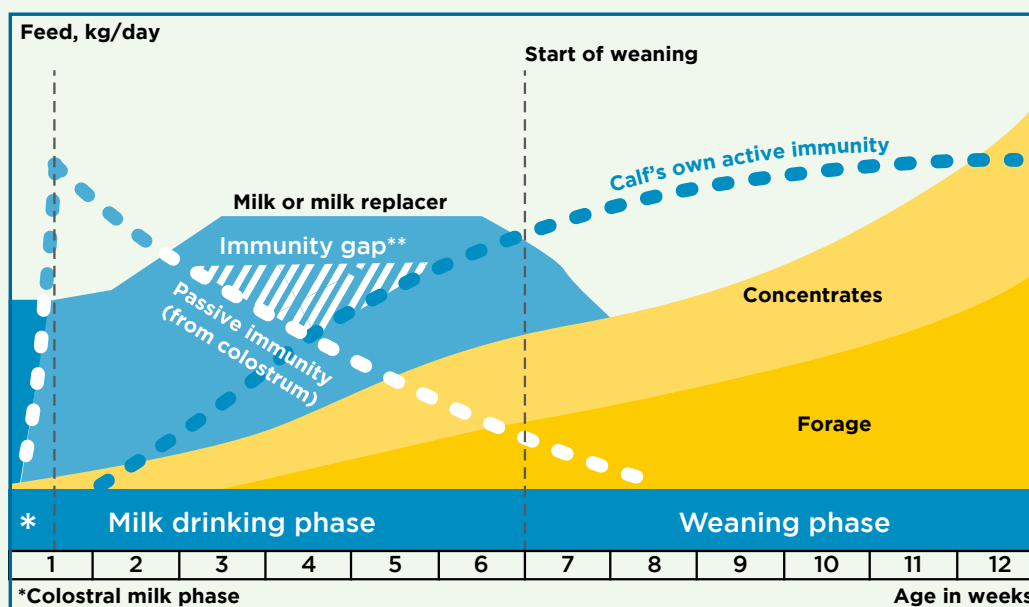 Feed, kg/day
Start of weaning
Calf's own active immunity
Milk or milk replacer
Immunity gap**
Passive immunity
(from colostrum)
Concentrates
Forage
* Milk drinking phase
Weaning phase
1 2 3 4 5 6 7 8 9 10 11 12
*Colostral milk phase
Age in weeks